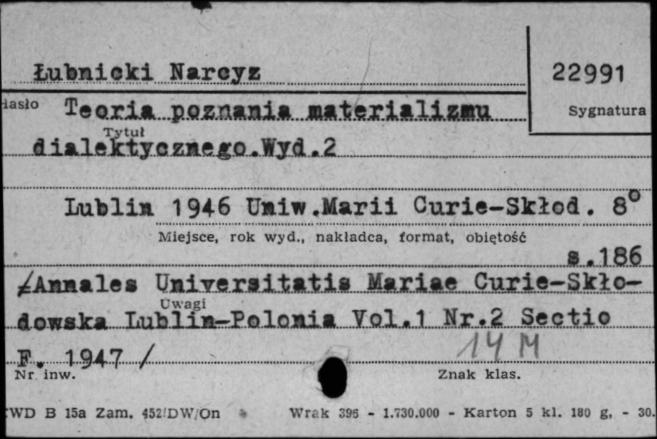 Łubnicki Narcyz
22991
Hasło
Teoria poznania materializmu
Sygnatura
Tytuł
dialektycznego.Wyd.2
Lublin 1946 Uniw.Marii Curie-Skłod. 8°
Miejsce, rok wyd., nakładca, format, objętość
s.186
/Annales Universitatis Mariae Curie-Skło-
Uwagi
dowska Lublin-Polonia Vol.1 Nr.2 Sectio
F. 1947 /
14 M
Nr inw.
Znak klas.
WD B 15a Zam. 452/DW/On Wrak 396 - 1.730.000 - Karton 5 kl. 180 g. - 30.